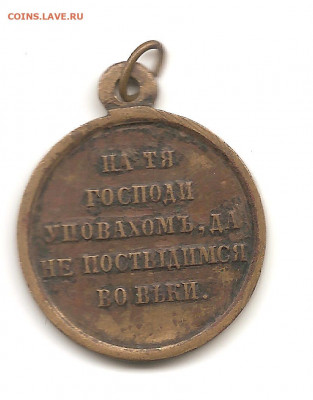 COINS.LAVE.RU
НА ТЯ
ГОСПОДИ
УПОВАХОМЪ, ДА
НЕ ПОСТЫДИМСЯ
ВО ВѢКИ.